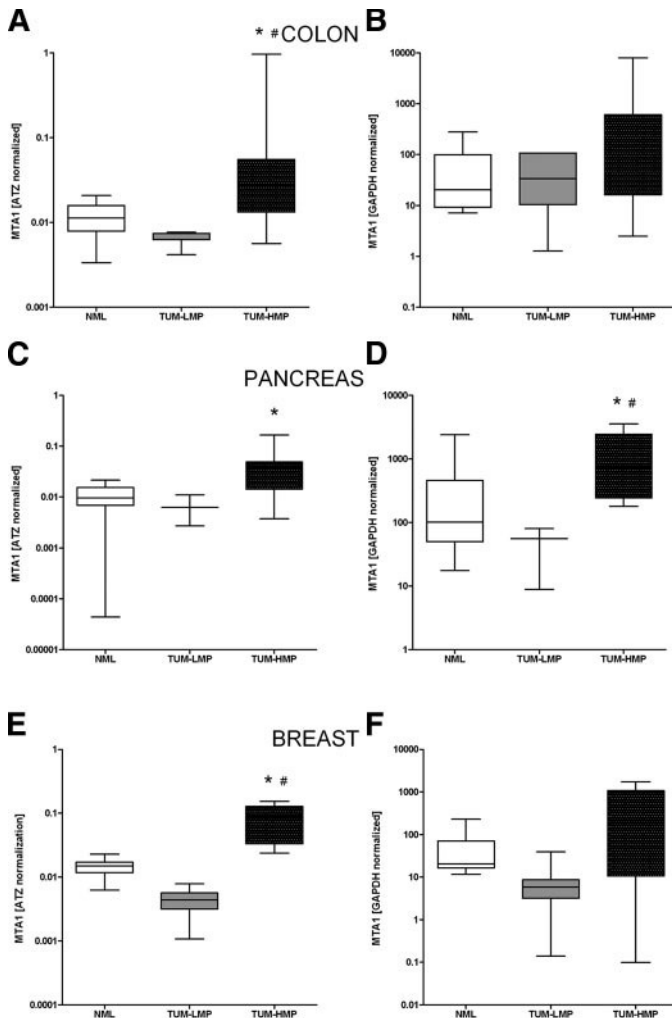 A
* #COLON
B
MTA1 [ATZ normalized]
1
0.1
0.01
0.001
NML
TUM-LMP
TUM-HMP
MTA1 [GAPDH normalized]
10000
1000
100
10
1
0.1
NML
TUM-LMP
TUM-HMP
C
PANCREAS
D
MTA1 [ATZ normalized]
1
0.1
*
0.01
0.001
0.0001
0.00001
NML
TUM-LMP
TUM-HMP
MTA1 [GAPDH normalized]
10000
* #
1000
100
10
1
NML
TUM-LMP
TUM-HMP
E
BREAST
F
MTA1 [ATZ normalization]
1
* #
0.1
0.01
0.001
0.0001
NML
TUM-LMP
TUM-HMP
MTA1 [GAPDH normalized]
10000
1000
100
10
1
0.1
0.01
NML
TUM-LMP
TUM-HMP